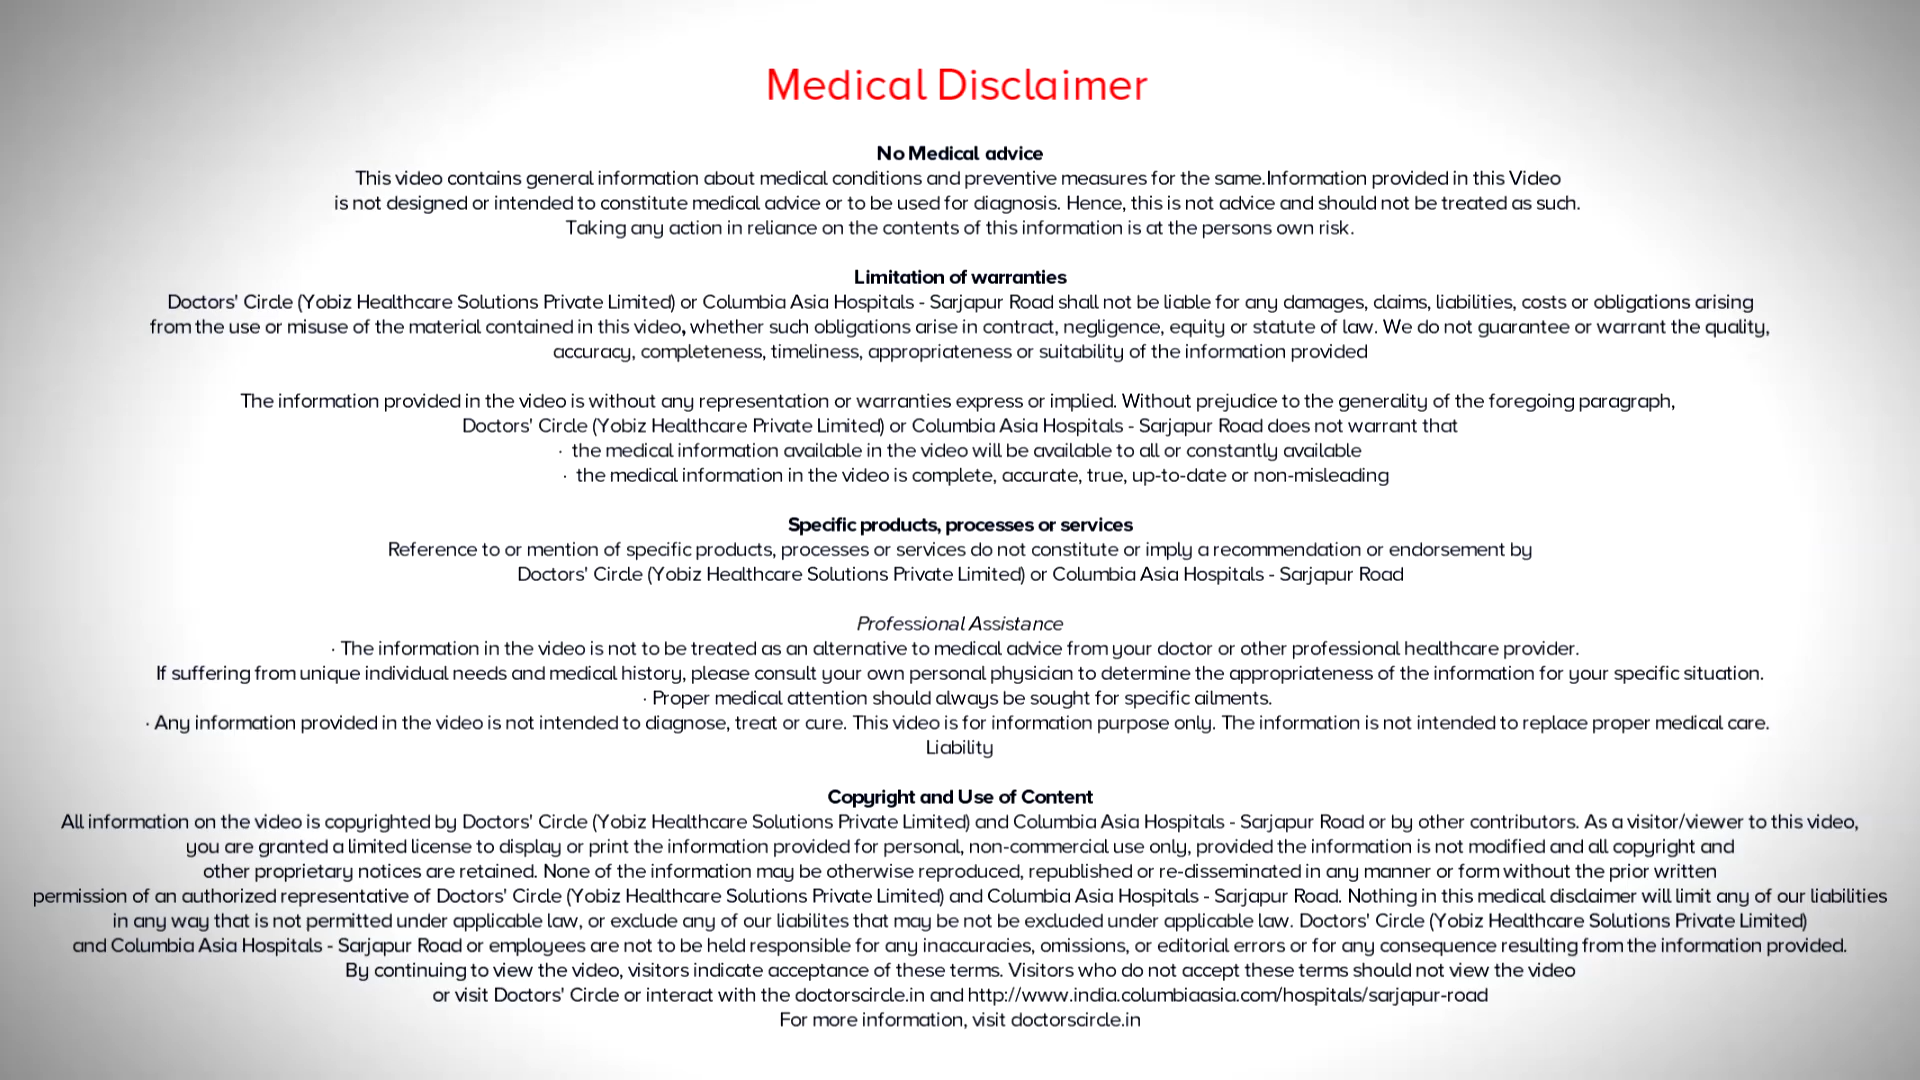 Medical Disclaimer
No Medical advice
This video contains general information about medical conditions and preventive measures for the same.Information provided in this Video
is not designed or intended to constitute medical advice or to be used for diagnosis. Hence, this is not advice and should not be treated as such.
Taking any action in reliance on the contents of this information is at the persons own risk.
Limitation of warranties
Doctors' Circle (Yobiz Healthcare Solutions Private Limited) or Columbia Asia Hospitals - Sarjapur Road shall not be liable for any damages, claims, liabilities, costs or obligations arising
from the use or misuse of the material contained in this video, whether such obligations arise in contract, negligence, equity or statute of law. We do not guarantee or warrant the quality,
accuracy, completeness, timeliness, appropriateness or suitability of the information provided
The information provided in the video is without any representation or warranties express or implied. Without prejudice to the generality of the foregoing paragraph,
Doctors' Circle (Yobiz Healthcare Private Limited) or Columbia Asia Hospitals - Sarjapur Road does not warrant that
· the medical information available in the video will be available to all or constantly available
· the medical information in the video is complete, accurate, true, up-to-date or non-misleading
Specific products, processes or services
Reference to or mention of specific products, processes or services do not constitute or imply a recommendation or endorsement by
Doctors' Circle (Yobiz Healthcare Solutions Private Limited) or Columbia Asia Hospitals - Sarjapur Road
Professional Assistance
· The information in the video is not to be treated as an alternative to medical advice from your doctor or other professional healthcare provider.
If suffering from unique individual needs and medical history, please consult your own personal physician to determine the appropriateness of the information for your specific situation.
· Proper medical attention should always be sought for specific ailments.
· Any information provided in the video is not intended to diagnose, treat or cure. This video is for information purpose only. The information is not intended to replace proper medical care.
Liability
Copyright and Use of Content
All information on the video is copyrighted by Doctors' Circle (Yobiz Healthcare Solutions Private Limited) and Columbia Asia Hospitals - Sarjapur Road or by other contributors. As a visitor/viewer to this video,
you are granted a limited license to display or print the information provided for personal, non-commercial use only, provided the information is not modified and all copyright and
other proprietary notices are retained. None of the information may be otherwise reproduced, republished or re-disseminated in any manner or form without the prior written
permission of an authorized representative of Doctors' Circle (Yobiz Healthcare Solutions Private Limited) and Columbia Asia Hospitals - Sarjapur Road. Nothing in this medical disclaimer will limit any of our liabilities
in any way that is not permitted under applicable law, or exclude any of our liabilites that may be not be excluded under applicable law. Doctors' Circle (Yobiz Healthcare Solutions Private Limited)
and Columbia Asia Hospitals - Sarjapur Road or employees are not to be held responsible for any inaccuracies, omissions, or editorial errors or for any consequence resulting from the information provided.
By continuing to view the video, visitors indicate acceptance of these terms. Visitors who do not accept these terms should not view the video
or visit Doctors' Circle or interact with the doctorscircle.in and http://www.india.columbiaasia.com/hospitals/sarjapur-road
For more information, visit doctorscircle.in